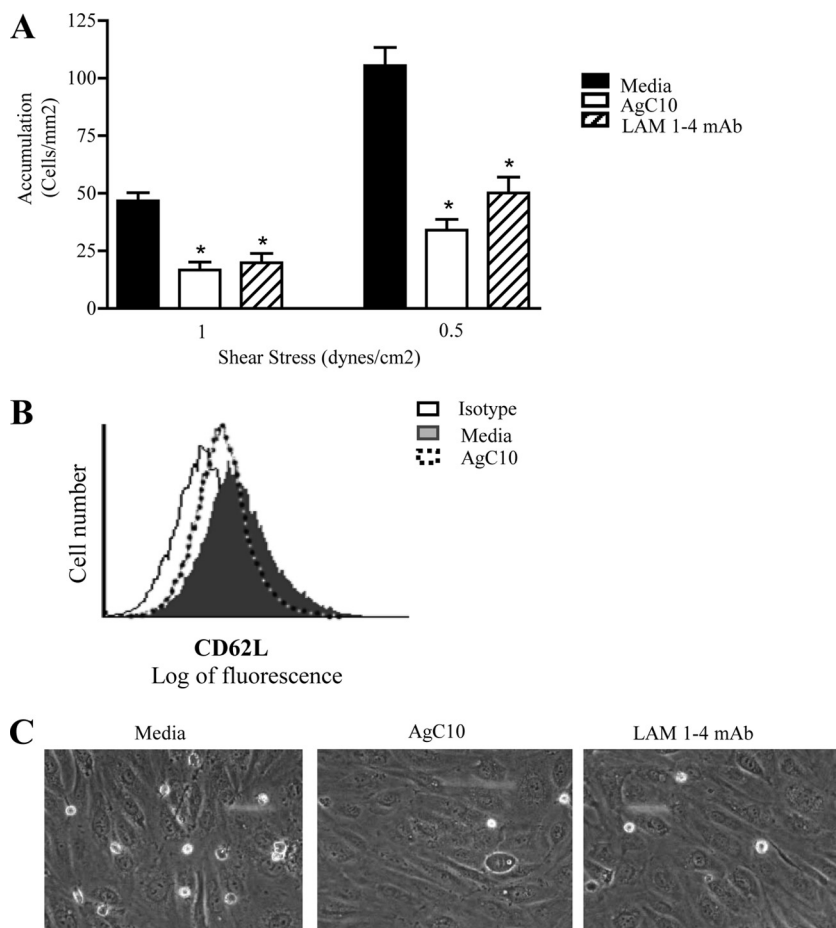 A
125
100
75
50
25
0
Accumulation
(Cells/mm2)
*
*
*
*
1
0.5
Shear Stress (dynes/cm2)
Media
AgC10
LAM 1-4 mAb
B
Cell number
CD62L
Log of fluorescence
Isotype
Media
AgC10
C
Media
AgC10
LAM 1-4 mAb